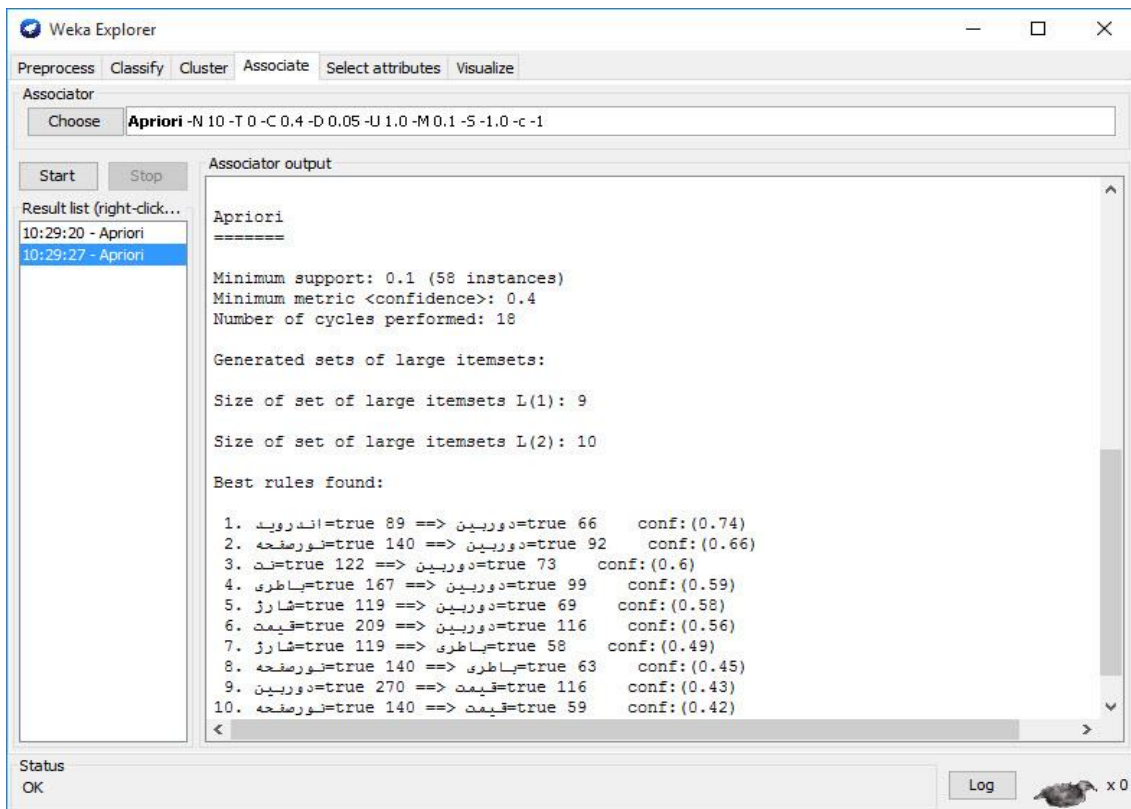 Weka Explorer
Preprocess Classify Cluster Associate Select attributes Visualize
Associator
Choose Apriori -N 10 -T 0 -C 0.4 -D 0.05 -U 1.0 -M 0.1 -S -1.0 -c -1
Start Stop
Result list (right-click...
10:29:20 - Apriori
10:29:27 - Apriori
Associator output
Apriori
=======
Minimum support: 0.1 (58 instances)
Minimum metric <confidence>: 0.4
Number of cycles performed: 18
Generated sets of large itemsets:
Size of set of large itemsets L(1): 9
Size of set of large itemsets L(2): 10
Best rules found:
1. اندروید=true 89 ==> دوربین=true 66 conf:(0.74)
2. نورصفحه=true 140 ==> دوربین=true 92 conf:(0.66)
3. نت=true 122 ==> دوربین=true 73 conf:(0.6)
4. باطری=true 167 ==> دوربین=true 99 conf:(0.59)
5. شارژ=true 119 ==> دوربین=true 69 conf:(0.58)
6. قیمت=true 209 ==> دوربین=true 116 conf:(0.56)
7. شارژ=true 119 ==> باطری=true 58 conf:(0.49)
8. نورصفحه=true 140 ==> باطری=true 63 conf:(0.45)
9. دوربین=true 270 ==> قیمت=true 116 conf:(0.43)
10. نورصفحه=true 140 ==> قیمت=true 59 conf:(0.42)
Status
OK
Log
x 0